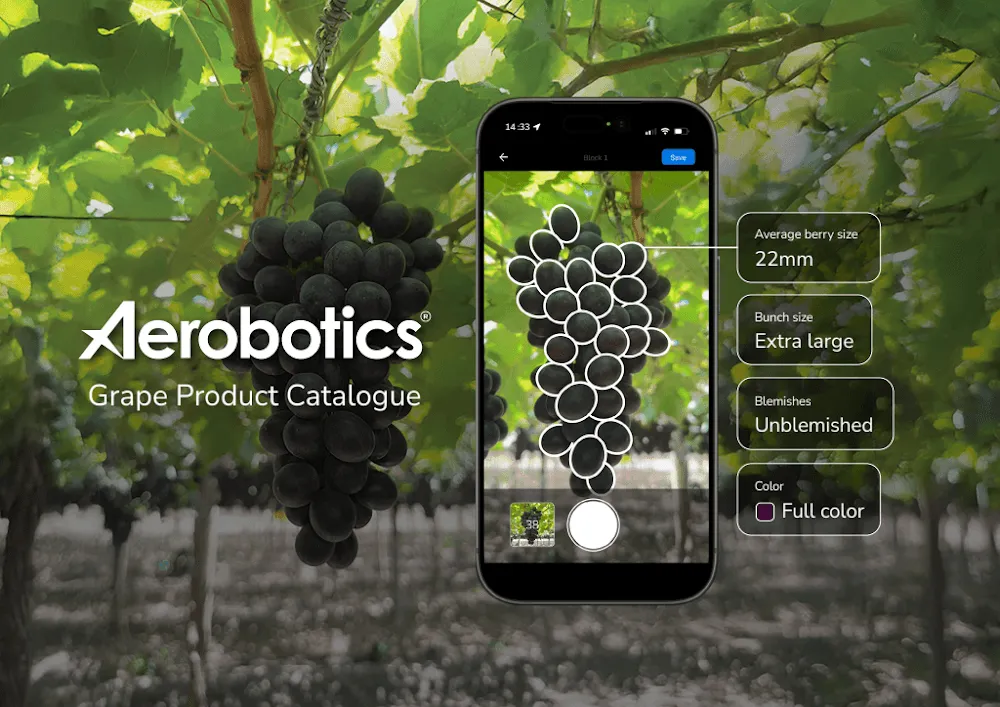 Aerobotics®
Grape Product Catalogue
14:33
Block 1
Save
38
Average berry size
22mm
Bunch size
Extra large
Blemishes
Unblemished
Color
Full color